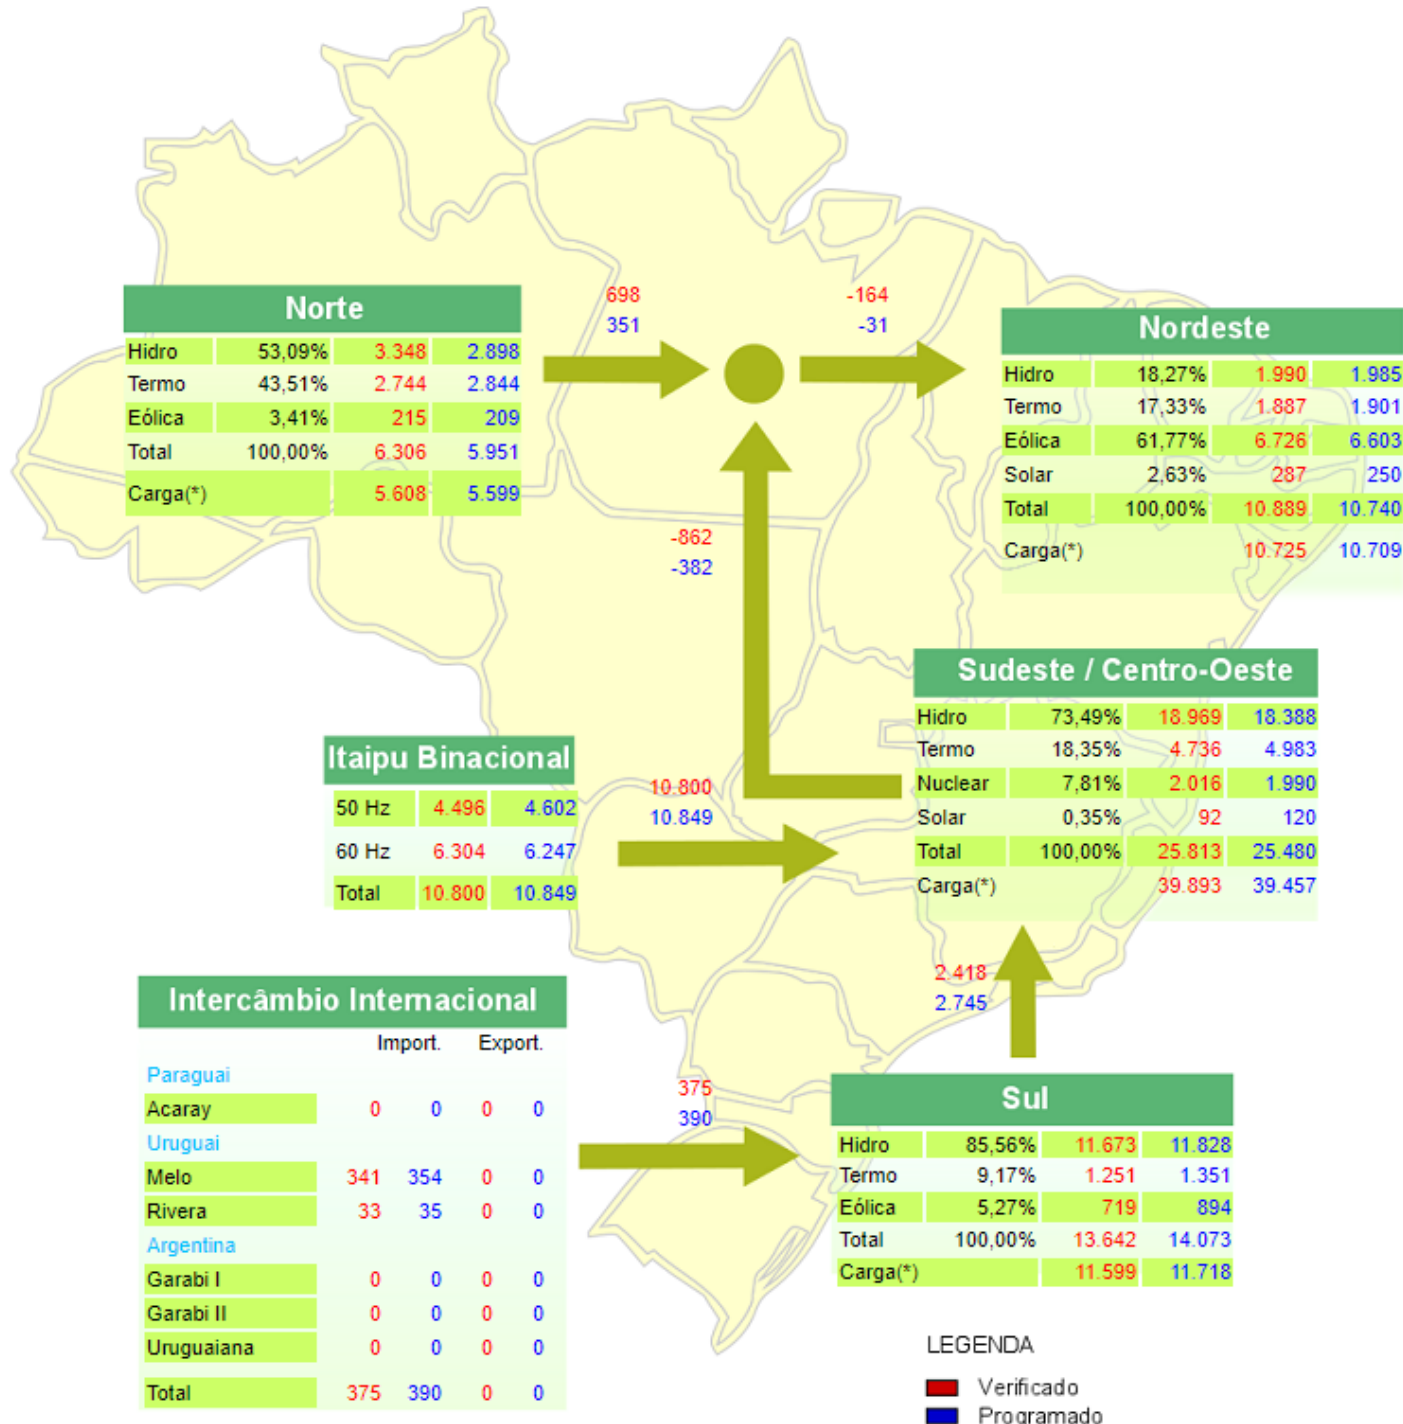 698
351
-164
-31
Norte
Hidro 53,09% 3.348 2.898
Termo 43,51% 2.744 2.844
Eólica 3,41% 215 209
Total 100,00% 6.306 5.951
Carga(*) 5.608 5.599
Nordeste
Hidro 18,27% 1.990 1.985
Termo 17,33% 1.887 1.901
Eólica 61,77% 6.726 6.603
Solar 2,63% 287 250
Total 100,00% 10.889 10.740
Carga(*) 10.725 10.709
-862
-382
Sudeste / Centro-Oeste
Hidro 73,49% 18.969 18.388
Termo 18,35% 4.736 4.983
Nuclear 7,81% 2.016 1.990
Solar 0,35% 92 120
Total 100,00% 25.813 25.480
Carga(*) 39.893 39.457
Itaipu Binacional
50 Hz 4.496 4.602
60 Hz 6.304 6.247
Total 10.800 10.849
10.800
10.849
2.418
2.745
Intercâmbio Internacional
Import. Export.
Paraguai
Acaray 0 0 0 0
Uruguai
Melo 341 354 0 0
Rivera 33 35 0 0
Argentina
Garabi I 0 0 0 0
Garabi II 0 0 0 0
Uruguaiana 0 0 0 0
Total 375 390 0 0
375
390
Sul
Hidro 85,56% 11.673 11.828
Termo 9,17% 1.251 1.351
Eólica 5,27% 719 894
Total 100,00% 13.642 14.073
Carga(*) 11.599 11.718
LEGENDA
Verificado
Programado